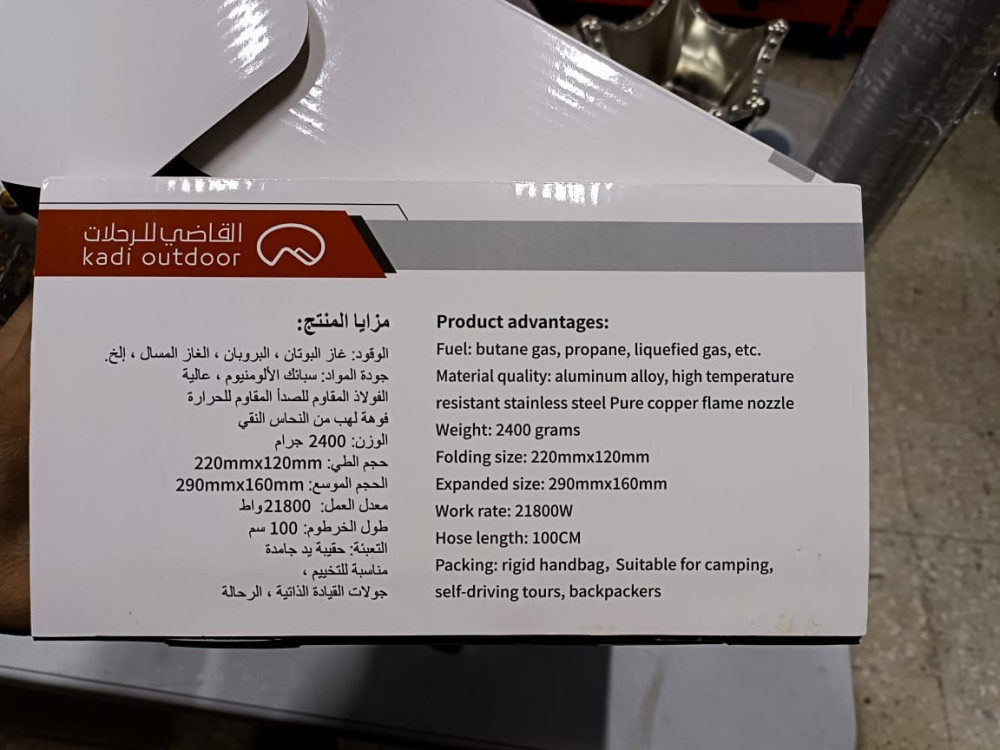 القاضي للرحلات
kadi outdoor
مزايا المنتج:
الوقود: غاز البوتان ، البروبان ، الغاز المسال ، إلخ.
جودة المواد: سبائك الألومنيوم ، عالية
الفولاذ المقاوم للصدأ المقاوم للحرارة
فوهة لهب من النحاس النقي
الوزن: 2400 جرام
حجم الطي: 220mmx120mm
الحجم الموسع: 290mmx160mm
معدل العمل: 21800واط
طول الخرطوم: 100 سم
التعبئة: حقيبة يد جامدة
مناسبة للتخييم ،
جولات القيادة الذاتية ، الرحالة
Product advantages:
Fuel: butane gas, propane, liquefied gas, etc.
Material quality: aluminum alloy, high temperature
resistant stainless steel Pure copper flame nozzle
Weight: 2400 grams
Folding size: 220mmx120mm
Expanded size: 290mmx160mm
Work rate: 21800W
Hose length: 100CM
Packing: rigid handbag, Suitable for camping,
self-driving tours, backpackers